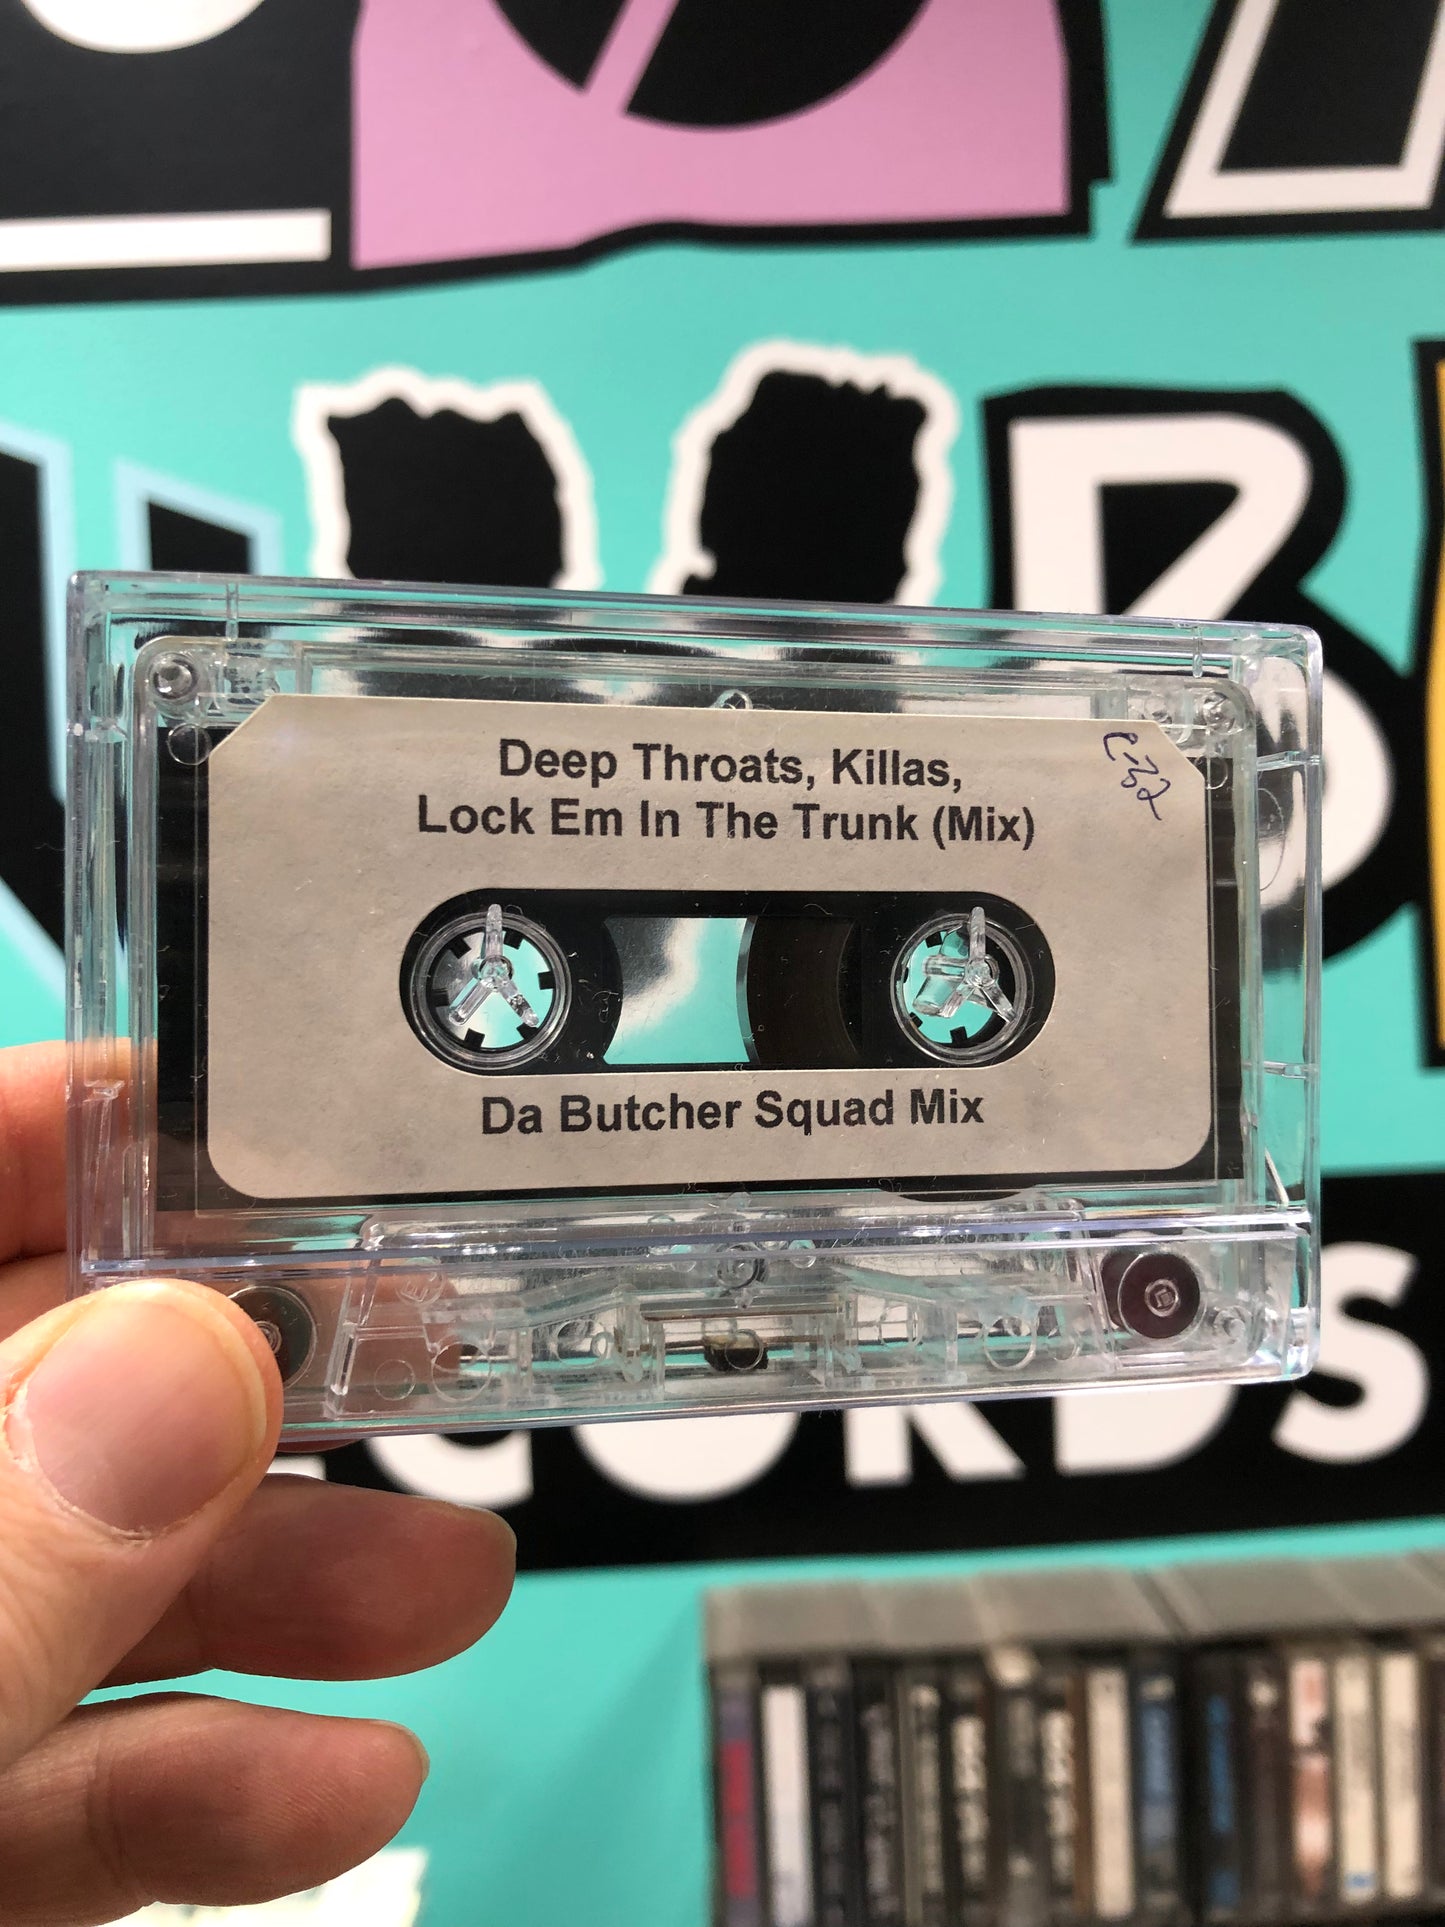 Deep Throats, Killas,
Lock Em In The Trunk (Mix)
Da Butcher Squad Mix